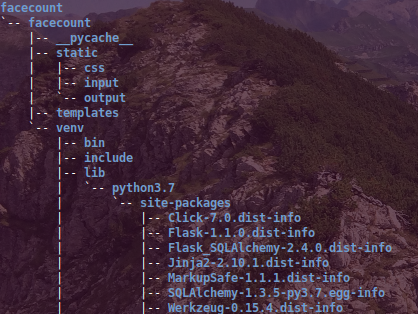 facecount
`-- facecount
    |-- __pycache__
    |-- static
    |   |-- css
    |   |-- input
    |   `-- output
    |-- templates
    `-- venv
        |-- bin
        |-- include
        |-- lib
        |   `-- python3.7
        |       `-- site-packages
        |           |-- Click-7.0.dist-info
        |           |-- Flask-1.1.0.dist-info
        |           |-- Flask_SQLAlchemy-2.4.0.dist-info
        |           |-- Jinja2-2.10.1.dist-info
        |           |-- MarkupSafe-1.1.1.dist-info
        |           |-- SQLAlchemy-1.3.5-py3.7.egg-info
        |           |-- Werkzeug-0.15.4.dist-info